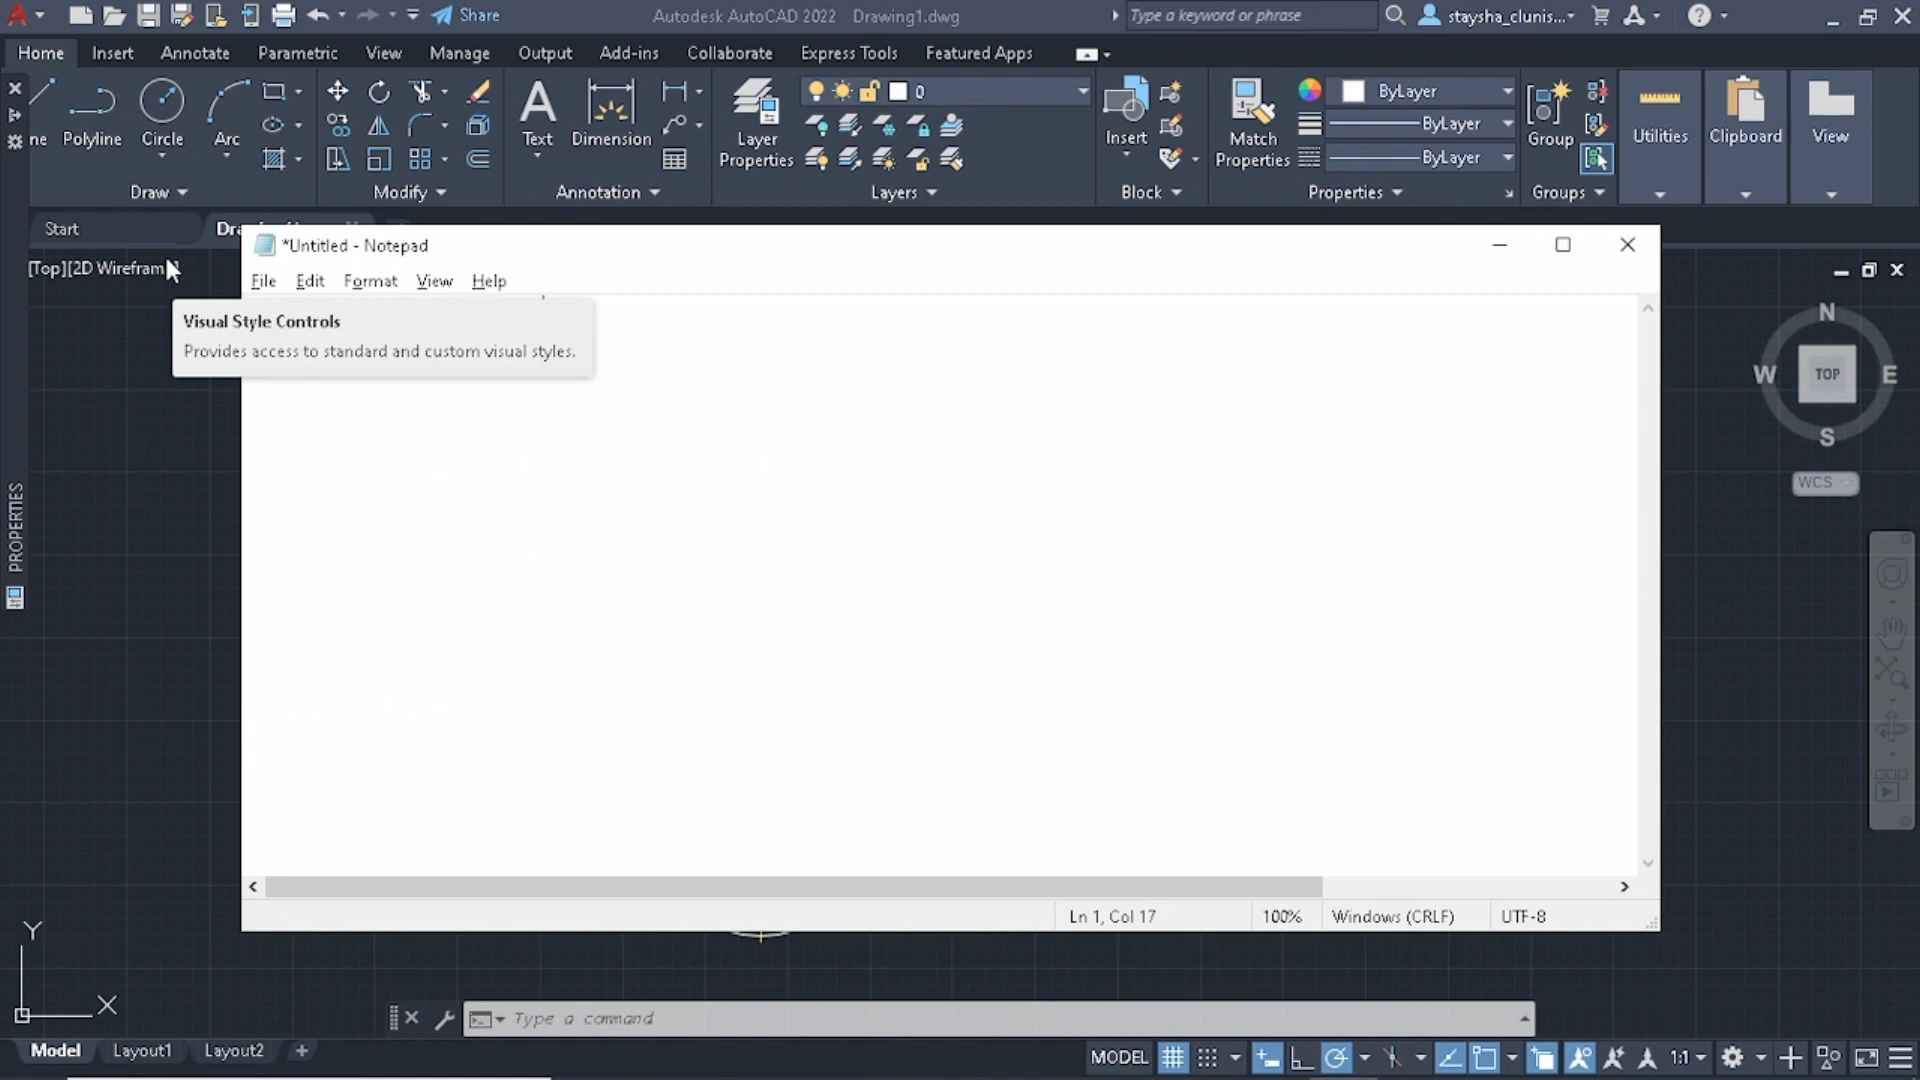 Share
Autodesk AutoCAD 2022 Drawing1.dwg
Type a keyword or phrase
staysha_clunis...
Home
Insert
Annotate
Parametric
View
Manage
Output
Add-ins
Collaborate
Express Tools
Featured Apps
Polyline
Circle
Arc
Text
Dimension
Layer
Properties
0
Insert
Match
Properties
ByLayer
ByLayer
ByLayer
Group
Utilities
Clipboard
View
Draw
Modify
Annotation
Layers
Block
Properties
Groups
Start
*Untitled - Notepad
[Top][2D Wirefram
File
Edit
Format
View
Help
Visual Style Controls
Provides access to standard and custom visual styles.
N
W
TOP
E
S
WCS
PROPERTIES
Ln 1, Col 17
100%
Windows (CRLF)
UTF-8
Y
X
Type a command
Model
Layout1
Layout2
MODEL
1:1